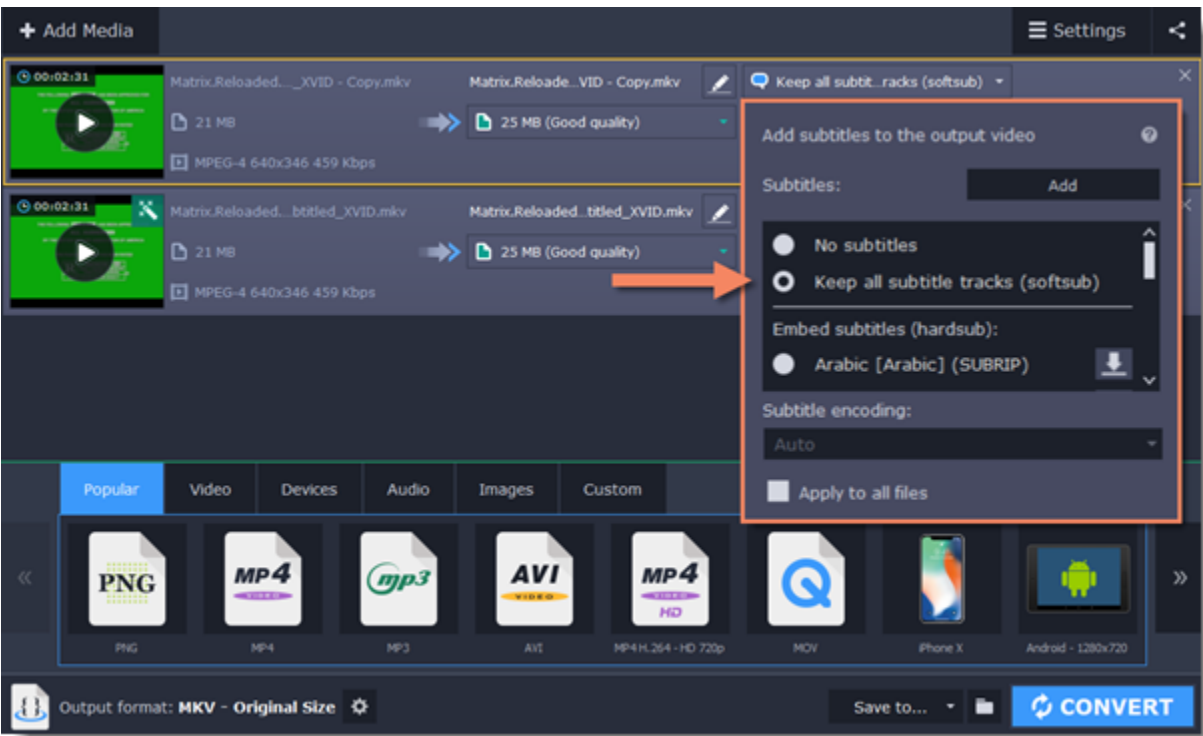 Add Media
Settings
00:02:31
Matrix.Reloaded...._XVID - Copy.mkv
Matrix.Reloade...VID - Copy.mkv
Keep all subtit...racks (softsub)
21 MB
25 MB (Good quality)
MPEG-4 640x346 459 Kbps
00:02:31
Matrix.Reloaded....btitled_XVID.mkv
Matrix.Reloaded...titled_XVID.mkv
21 MB
25 MB (Good quality)
MPEG-4 640x346 459 Kbps
Add subtitles to the output video
?
Subtitles:
Add
No subtitles
Keep all subtitle tracks (softsub)
Embed subtitles (hardsub):
Arabic [Arabic] (SUBRIP)
Subtitle encoding:
Auto
Apply to all files
Popular
Video
Devices
Audio
Images
Custom
PNG
MP4
VIDEO
mp3
AVI
VIDEO
MP4
VIDEO
HD
PNG
MP4
MP3
AVI
MP4 H.264 - HD 720p
MOV
iPhone X
Android - 1280x720
Output format: MKV - Original Size
Save to...
CONVERT